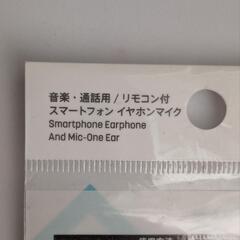 音楽・通話用 / リモコン付
スマートフォン イヤホンマイク
Smartphone Earphone
And Mic-One Ear